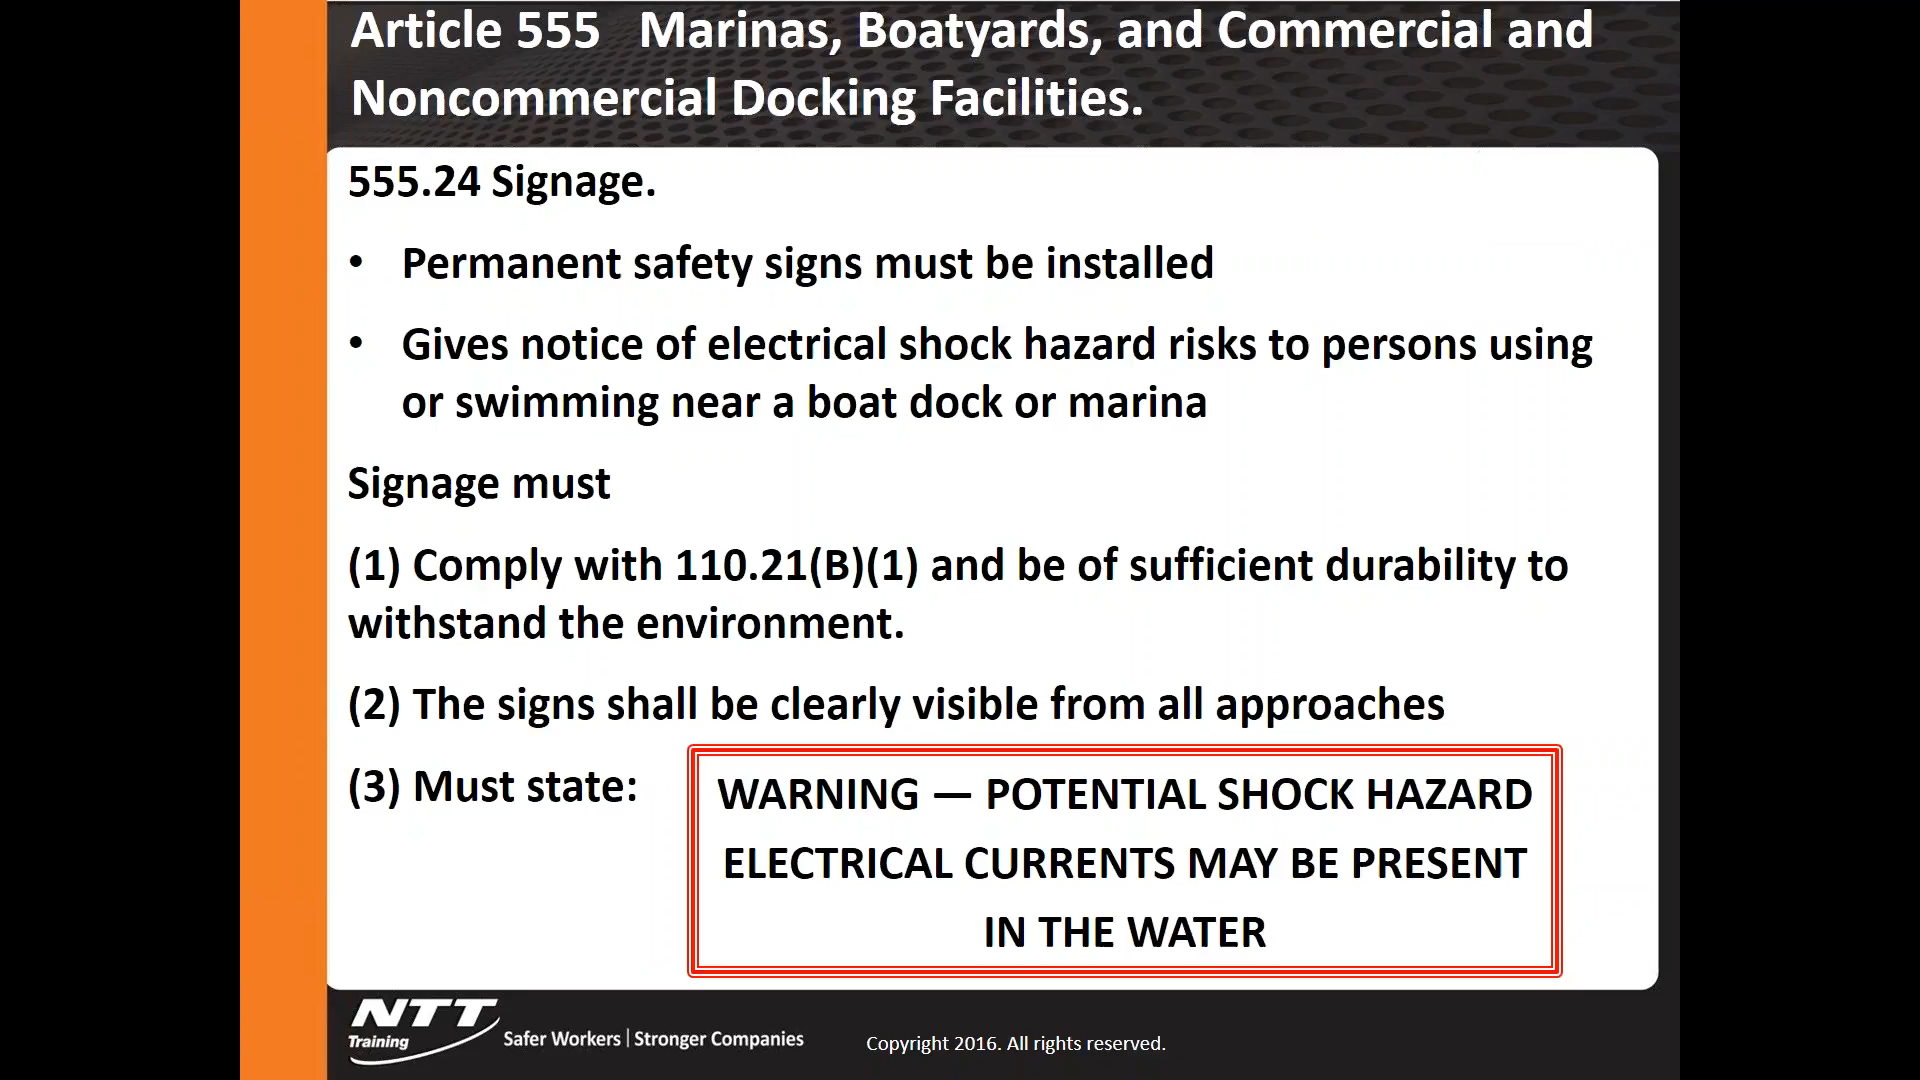 Article 555   Marinas, Boatyards, and Commercial and
Noncommercial Docking Facilities.
555.24 Signage.
• Permanent safety signs must be installed
• Gives notice of electrical shock hazard risks to persons using
or swimming near a boat dock or marina
Signage must
(1) Comply with 110.21(B)(1) and be of sufficient durability to
withstand the environment.
(2) The signs shall be clearly visible from all approaches
(3) Must state:
WARNING — POTENTIAL SHOCK HAZARD
ELECTRICAL CURRENTS MAY BE PRESENT
IN THE WATER
NTT
Training
Safer Workers | Stronger Companies
Copyright 2016. All rights reserved.